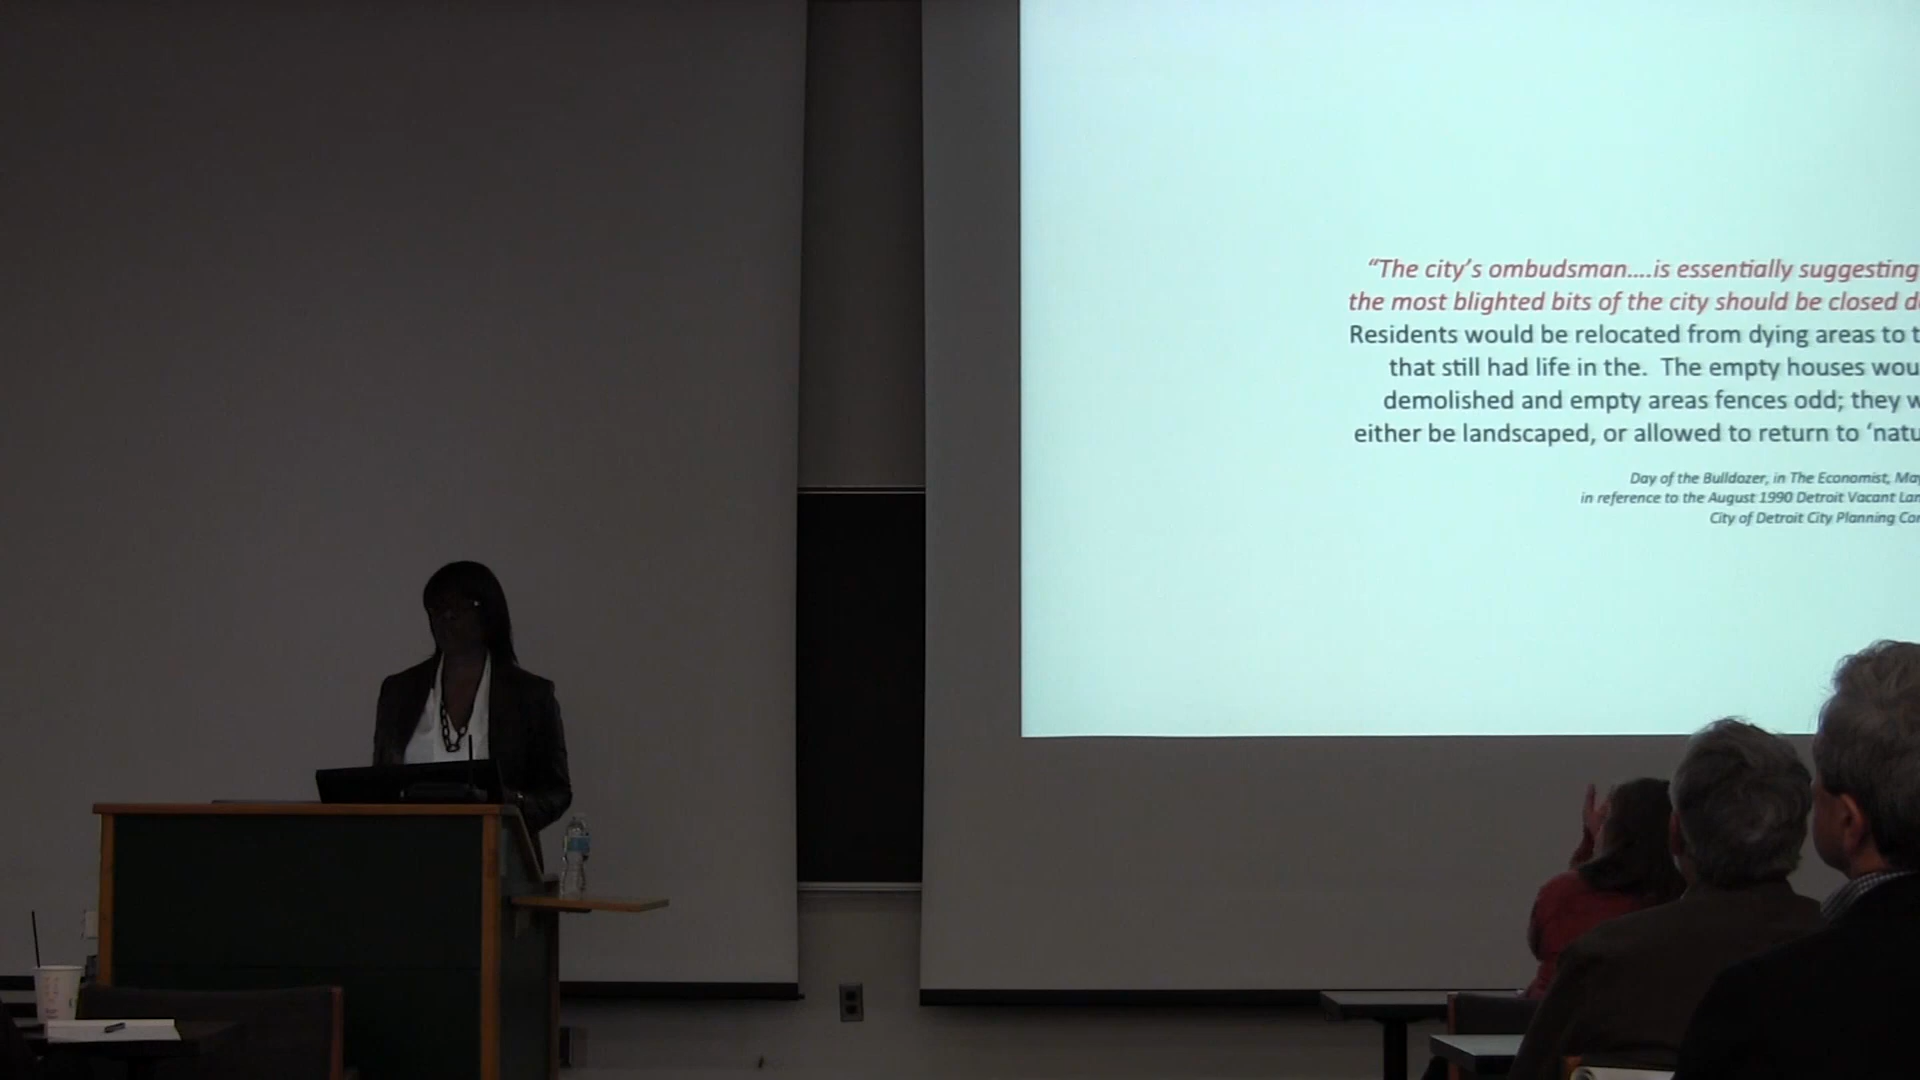 “The city’s ombudsman....is essentially suggesting
the most blighted bits of the city should be closed
Residents would be relocated from dying areas to
that still had life in the. The empty houses
demolished and empty areas fences odd; they
either be landscaped, or allowed to return to
Day of the Bulldozer, in The Economist,
in reference to the August 1990 Detroit Vacant
City of Detroit City Planning